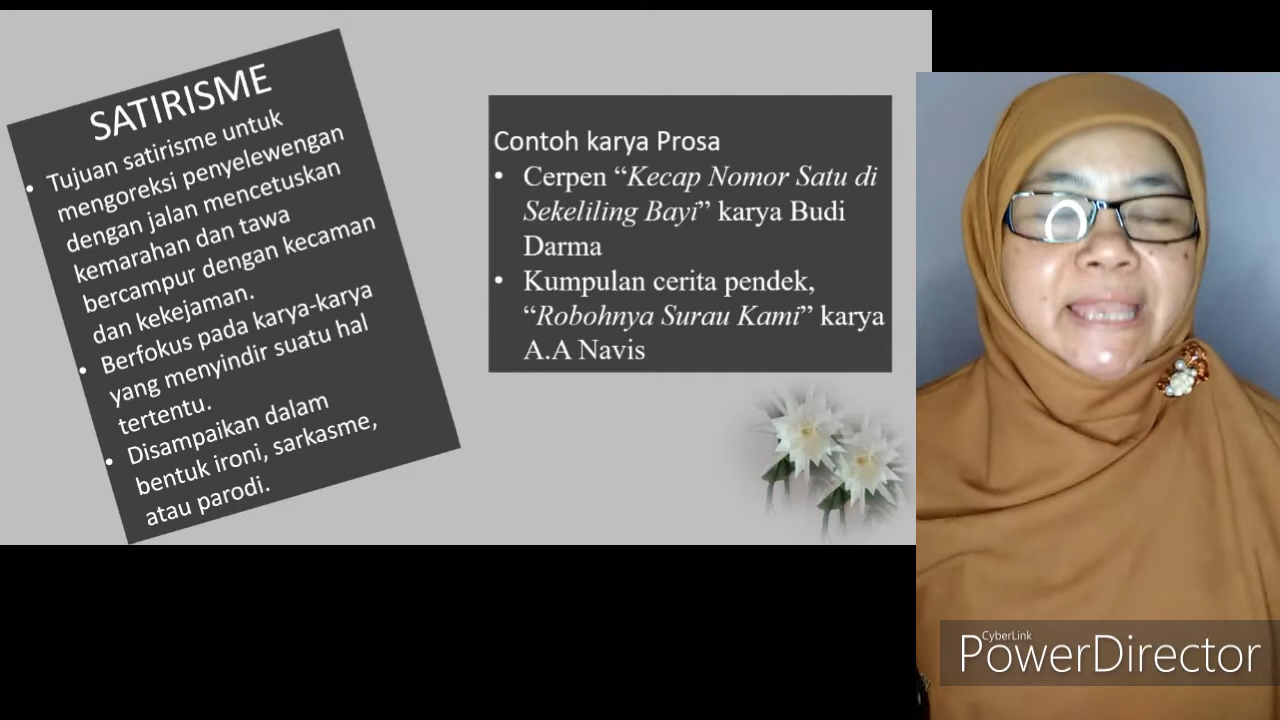 SATIRISME
• Tujuan satirisme untuk
mengoreksi penyelewengan
dengan jalan mencetuskan
kemarahan dan tawa
bercampur dengan kecaman
dan kekejaman.
• Berfokus pada karya-karya
yang menyindir suatu hal
tertentu.
• Disampaikan dalam
bentuk ironi, sarkasme,
atau parodi.
Contoh karya Prosa
• Cerpen “Kecap Nomor Satu di
Sekeliling Bayi” karya Budi
Darma
• Kumpulan cerita pendek,
“Robohnya Surau Kami” karya
A.A Navis
CyberLink
PowerDirector